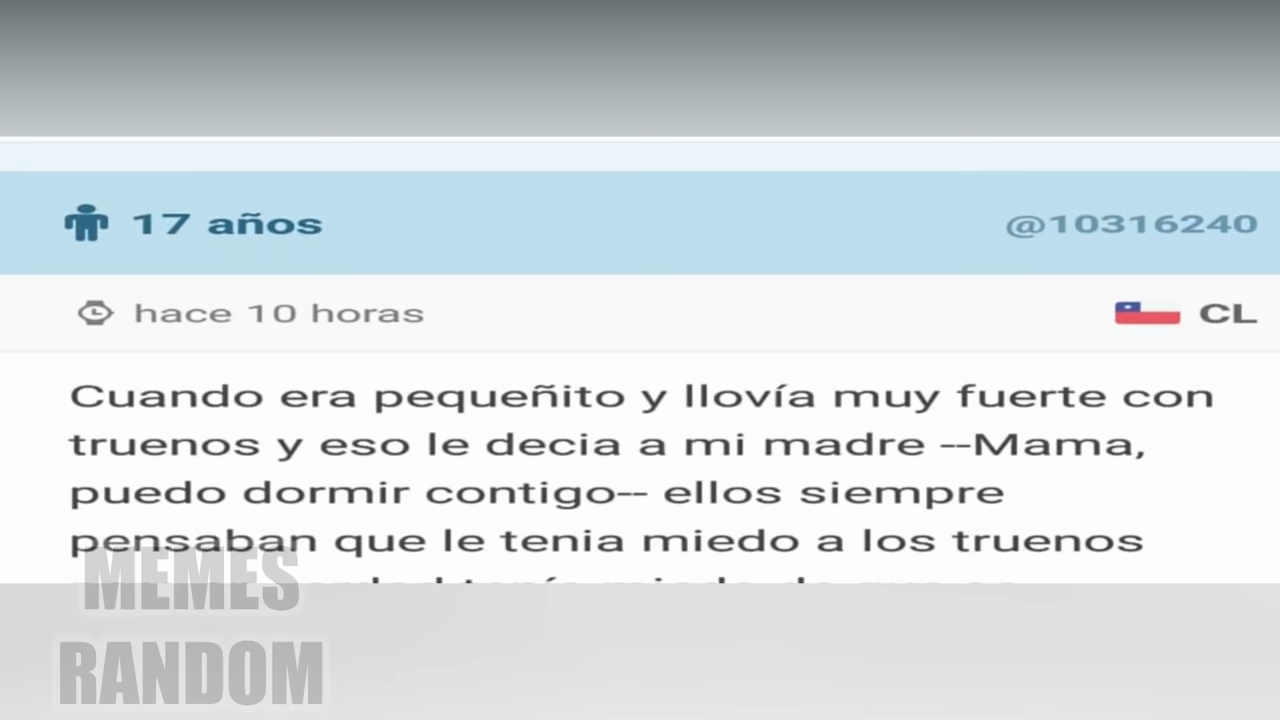 17 años
@10316240
hace 10 horas
CL
Cuando era pequeñito y llovía muy fuerte con
truenos y eso le decia a mi madre --Mama,
puedo dormir contigo-- ellos siempre
pensaban que le tenia miedo a los truenos
MEMES
RANDOM